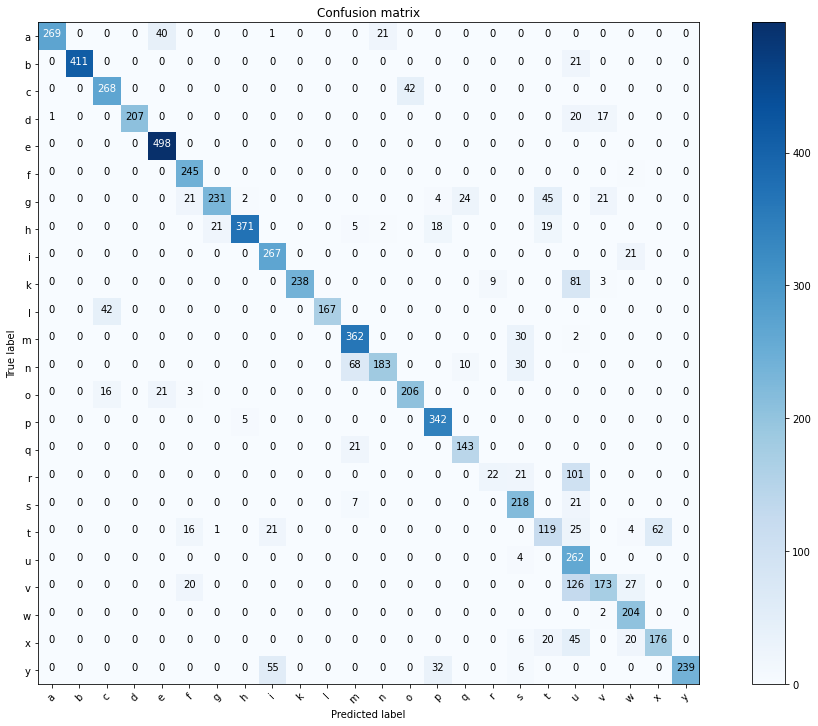 Confusion matrix
a 269 0 0 0 40 0 0 0 1 0 0 0 21 0 0 0 0 0 0 0 0 0 0 0
b 0 411 0 0 0 0 0 0 0 0 0 0 0 0 0 0 0 0 0 21 0 0 0 0
c 0 0 268 0 0 0 0 0 0 0 0 0 0 42 0 0 0 0 0 0 0 0 0 0
d 1 0 0 207 0 0 0 0 0 0 0 0 0 0 0 0 0 0 0 20 17 0 0 0
e 0 0 0 0 498 0 0 0 0 0 0 0 0 0 0 0 0 0 0 0 0 0 0 0
f 0 0 0 0 0 245 0 0 0 0 0 0 0 0 0 0 0 0 0 0 0 2 0 0
g 0 0 0 0 0 21 231 2 0 0 0 0 0 0 4 24 0 0 45 0 21 0 0 0
h 0 0 0 0 0 0 21 371 0 0 0 5 2 0 18 0 0 0 19 0 0 0 0 0
i 0 0 0 0 0 0 0 0 267 0 0 0 0 0 0 0 0 0 0 0 0 21 0 0
k 0 0 0 0 0 0 0 0 0 238 0 0 0 0 0 0 9 0 0 81 3 0 0 0
l 0 0 42 0 0 0 0 0 0 0 167 0 0 0 0 0 0 0 0 0 0 0 0 0
m 0 0 0 0 0 0 0 0 0 0 0 362 0 0 0 0 0 30 0 2 0 0 0 0
n 0 0 0 0 0 0 0 0 0 0 0 68 183 0 0 10 0 30 0 0 0 0 0 0
o 0 0 16 0 21 3 0 0 0 0 0 0 0 206 0 0 0 0 0 0 0 0 0 0
p 0 0 0 0 0 0 0 5 0 0 0 0 0 0 342 0 0 0 0 0 0 0 0 0
q 0 0 0 0 0 0 0 0 0 0 0 21 0 0 0 143 0 0 0 0 0 0 0 0
r 0 0 0 0 0 0 0 0 0 0 0 0 0 0 0 0 22 21 0 101 0 0 0 0
s 0 0 0 0 0 0 0 0 0 0 0 7 0 0 0 0 0 218 0 21 0 0 0 0
t 0 0 0 0 0 16 1 0 21 0 0 0 0 0 0 0 0 0 119 25 0 4 62 0
u 0 0 0 0 0 0 0 0 0 0 0 0 0 0 0 0 0 4 0 262 0 0 0 0
v 0 0 0 0 0 20 0 0 0 0 0 0 0 0 0 0 0 0 0 126 173 27 0 0
w 0 0 0 0 0 0 0 0 0 0 0 0 0 0 0 0 0 0 0 0 2 204 0 0
x 0 0 0 0 0 0 0 0 0 0 0 0 0 0 0 0 0 6 20 45 0 20 176 0
y 0 0 0 0 0 0 0 0 55 0 0 0 0 0 32 0 0 6 0 0 0 0 0 239
a b c d e f g h i k l m n o p q r s t u v w x y
Predicted label
True label
400
300
200
100
0